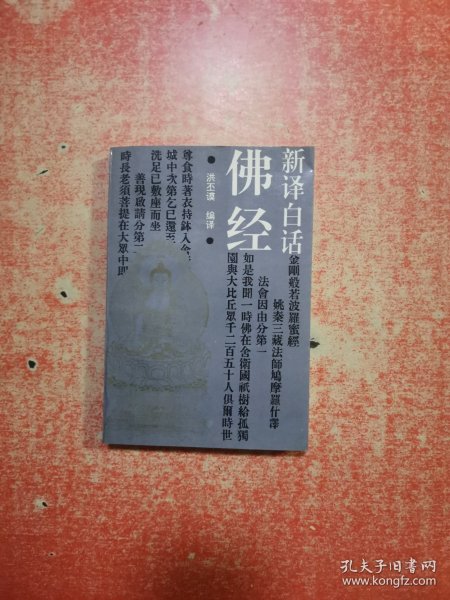 新译白话
佛经
● 洪丕谟 编译 ●
金剛般若波羅蜜經
姚秦三藏法師鳩摩羅什譯
法會因由分第一
如是我聞一時佛在舍衛國祇樹給孤獨
園與大比丘眾千二百五十人俱爾時世
尊食時著衣持鉢入舍
城中次第乞已還至
洗足已敷座而坐
善現啟請分第二
時長老須菩提在大眾中即
孔夫子旧书网
www.kongfz.com